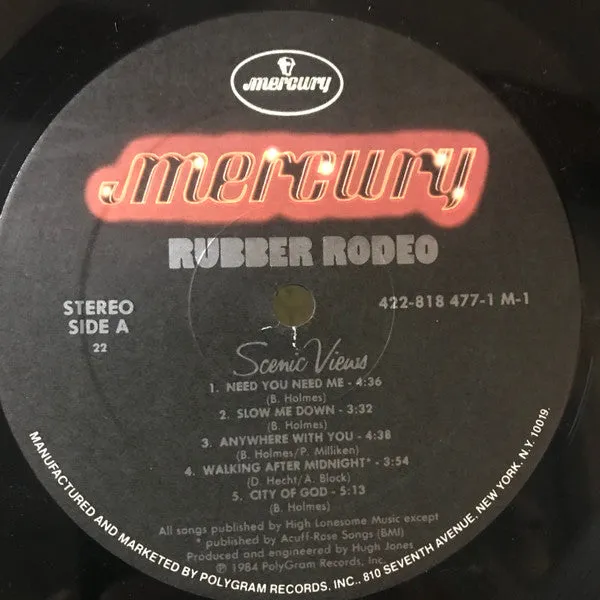 mercury
mercury
RUBBER RODEO
STEREO
SIDE A
22
422-818 477-1 M-1
Scenic Views
1. NEED YOU NEED ME - 4:36
(B. Holmes)
2. SLOW ME DOWN - 3:32
(B. Holmes)
3. ANYWHERE WITH YOU - 4:38
(B. Holmes/P. Milliken)
4. WALKING AFTER MIDNIGHT* - 3:54
(D. Hecht/A. Block)
5. CITY OF GOD - 5:13
(B. Holmes)
All songs published by High Lonesome Music except
* published by Acuff-Rose Songs (BMI)
Produced and engineered by Hugh Jones
℗ 1984 PolyGram Records, Inc.
MANUFACTURED AND MARKETED BY POLYGRAM RECORDS, INC., 810 SEVENTH AVENUE, NEW YORK, N.Y. 10019.